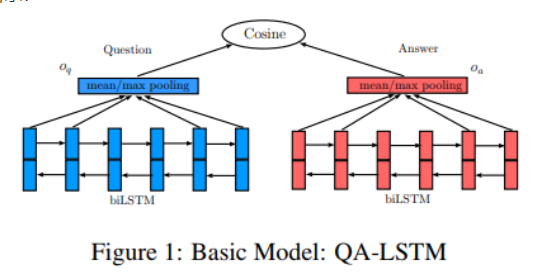 Cosine
Question
Answer
o_q
o_a
mean/max pooling
mean/max pooling
biLSTM
biLSTM
Figure 1: Basic Model: QA-LSTM